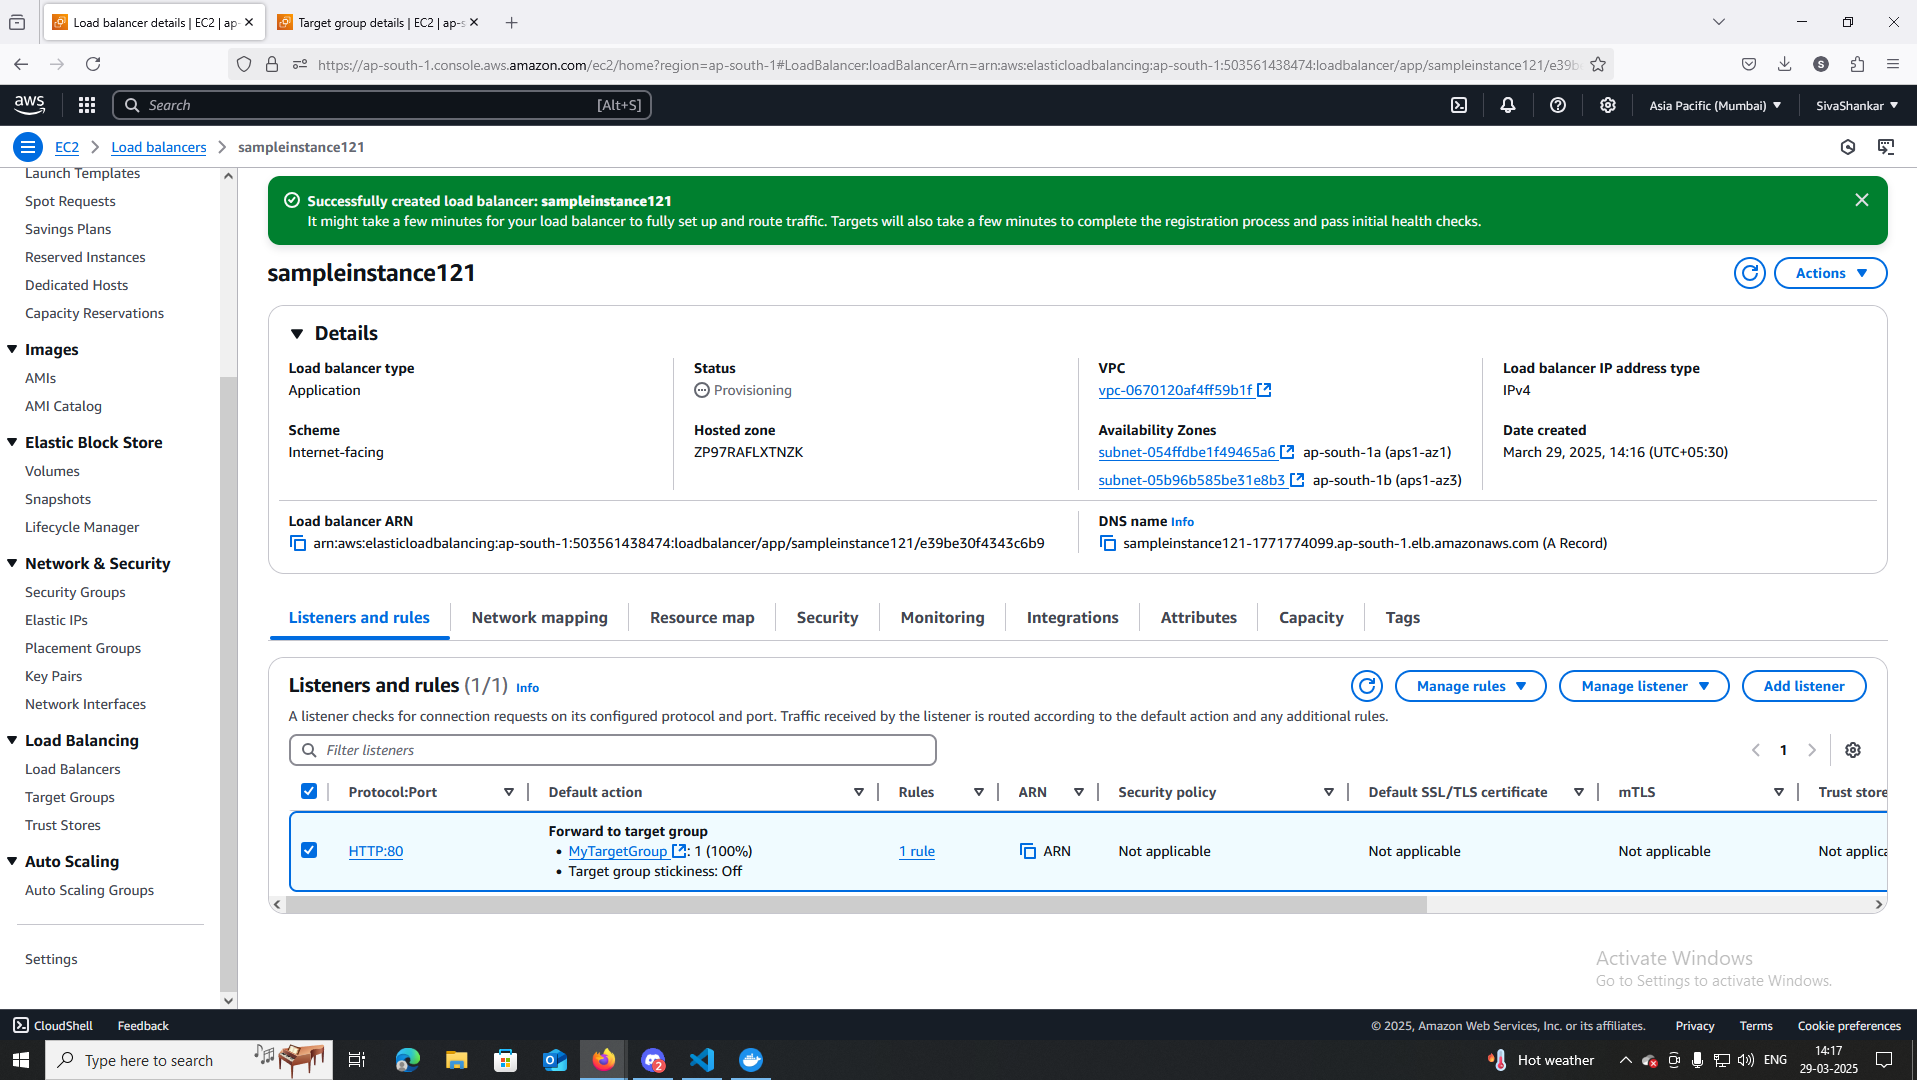 Load balancer details | EC2 | ap-
Target group details | EC2 | ap-s
https://ap-south-1.console.aws.amazon.com/ec2/home?region=ap-south-1#LoadBalancer:loadBalancerArn=arn:aws:elasticloadbalancing:ap-south-1:503561438474:loadbalancer/app/sampleinstance121/e39b
S
aws
Search
[Alt+S]
Asia Pacific (Mumbai)
SivaShankar
EC2
Load balancers
sampleinstance121
Launch Templates
Spot Requests
Savings Plans
Reserved Instances
Dedicated Hosts
Capacity Reservations
Images
AMIs
AMI Catalog
Elastic Block Store
Volumes
Snapshots
Lifecycle Manager
Network & Security
Security Groups
Elastic IPs
Placement Groups
Key Pairs
Network Interfaces
Load Balancing
Load Balancers
Target Groups
Trust Stores
Auto Scaling
Auto Scaling Groups
Settings
Successfully created load balancer: sampleinstance121
It might take a few minutes for your load balancer to fully set up and route traffic. Targets will also take a few minutes to complete the registration process and pass initial health checks.
sampleinstance121
Actions
Details
Load balancer type
Application
Status
Provisioning
VPC
vpc-0670120af4ff59b1f
Load balancer IP address type
IPv4
Scheme
Internet-facing
Hosted zone
ZP97RAFLXTNZK
Availability Zones
subnet-054ffdbe1f49465a6 ap-south-1a (aps1-az1)
subnet-05b96b585be31e8b3 ap-south-1b (aps1-az3)
Date created
March 29, 2025, 14:16 (UTC+05:30)
Load balancer ARN
arn:aws:elasticloadbalancing:ap-south-1:503561438474:loadbalancer/app/sampleinstance121/e39be30f4343c6b9
DNS name Info
sampleinstance121-1771774099.ap-south-1.elb.amazonaws.com (A Record)
Listeners and rules
Network mapping
Resource map
Security
Monitoring
Integrations
Attributes
Capacity
Tags
Listeners and rules (1/1) Info
Manage rules
Manage listener
Add listener
A listener checks for connection requests on its configured protocol and port. Traffic received by the listener is routed according to the default action and any additional rules.
Filter listeners
1
Protocol:Port
Default action
Rules
ARN
Security policy
Default SSL/TLS certificate
mTLS
Trust store
HTTP:80
Forward to target group
• MyTargetGroup : 1 (100%)
• Target group stickiness: Off
1 rule
ARN
Not applicable
Not applicable
Not applicable
Not applica
Activate Windows
Go to Settings to activate Windows.
CloudShell
Feedback
© 2025, Amazon Web Services, Inc. or its affiliates.
Privacy
Terms
Cookie preferences
Type here to search
2
Hot weather
ENG
14:17
29-03-2025